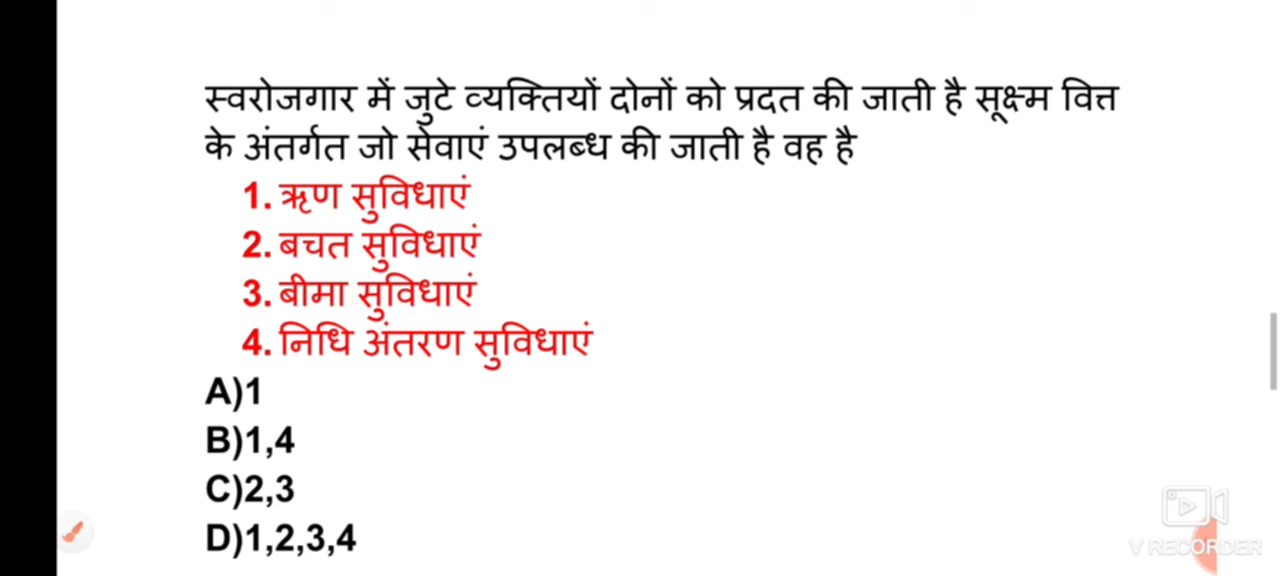 स्वरोजगार में जुटे व्यक्तियों दोनों को प्रदत की जाती है सूक्ष्म वित्त
के अंतर्गत जो सेवाएं उपलब्ध की जाती है वह है
1. ऋण सुविधाएं
2. बचत सुविधाएं
3. बीमा सुविधाएं
4. निधि अंतरण सुविधाएं
A)1
B)1,4
C)2,3
D)1,2,3,4
V RECORDER